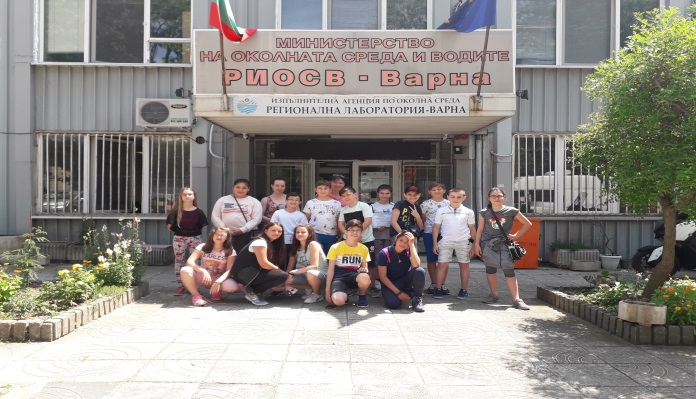 МИНИСТЕРСТВО
НА ОКОЛНАТА СРЕДА И ВОДИТЕ
РИОСВ - Варна
ИЗПЪЛНИТЕЛНА АГЕНЦИЯ ПО ОКОЛНА СРЕДА
РЕГИОНАЛНА ЛАБОРАТОРИЯ-ВАРНА
RUN